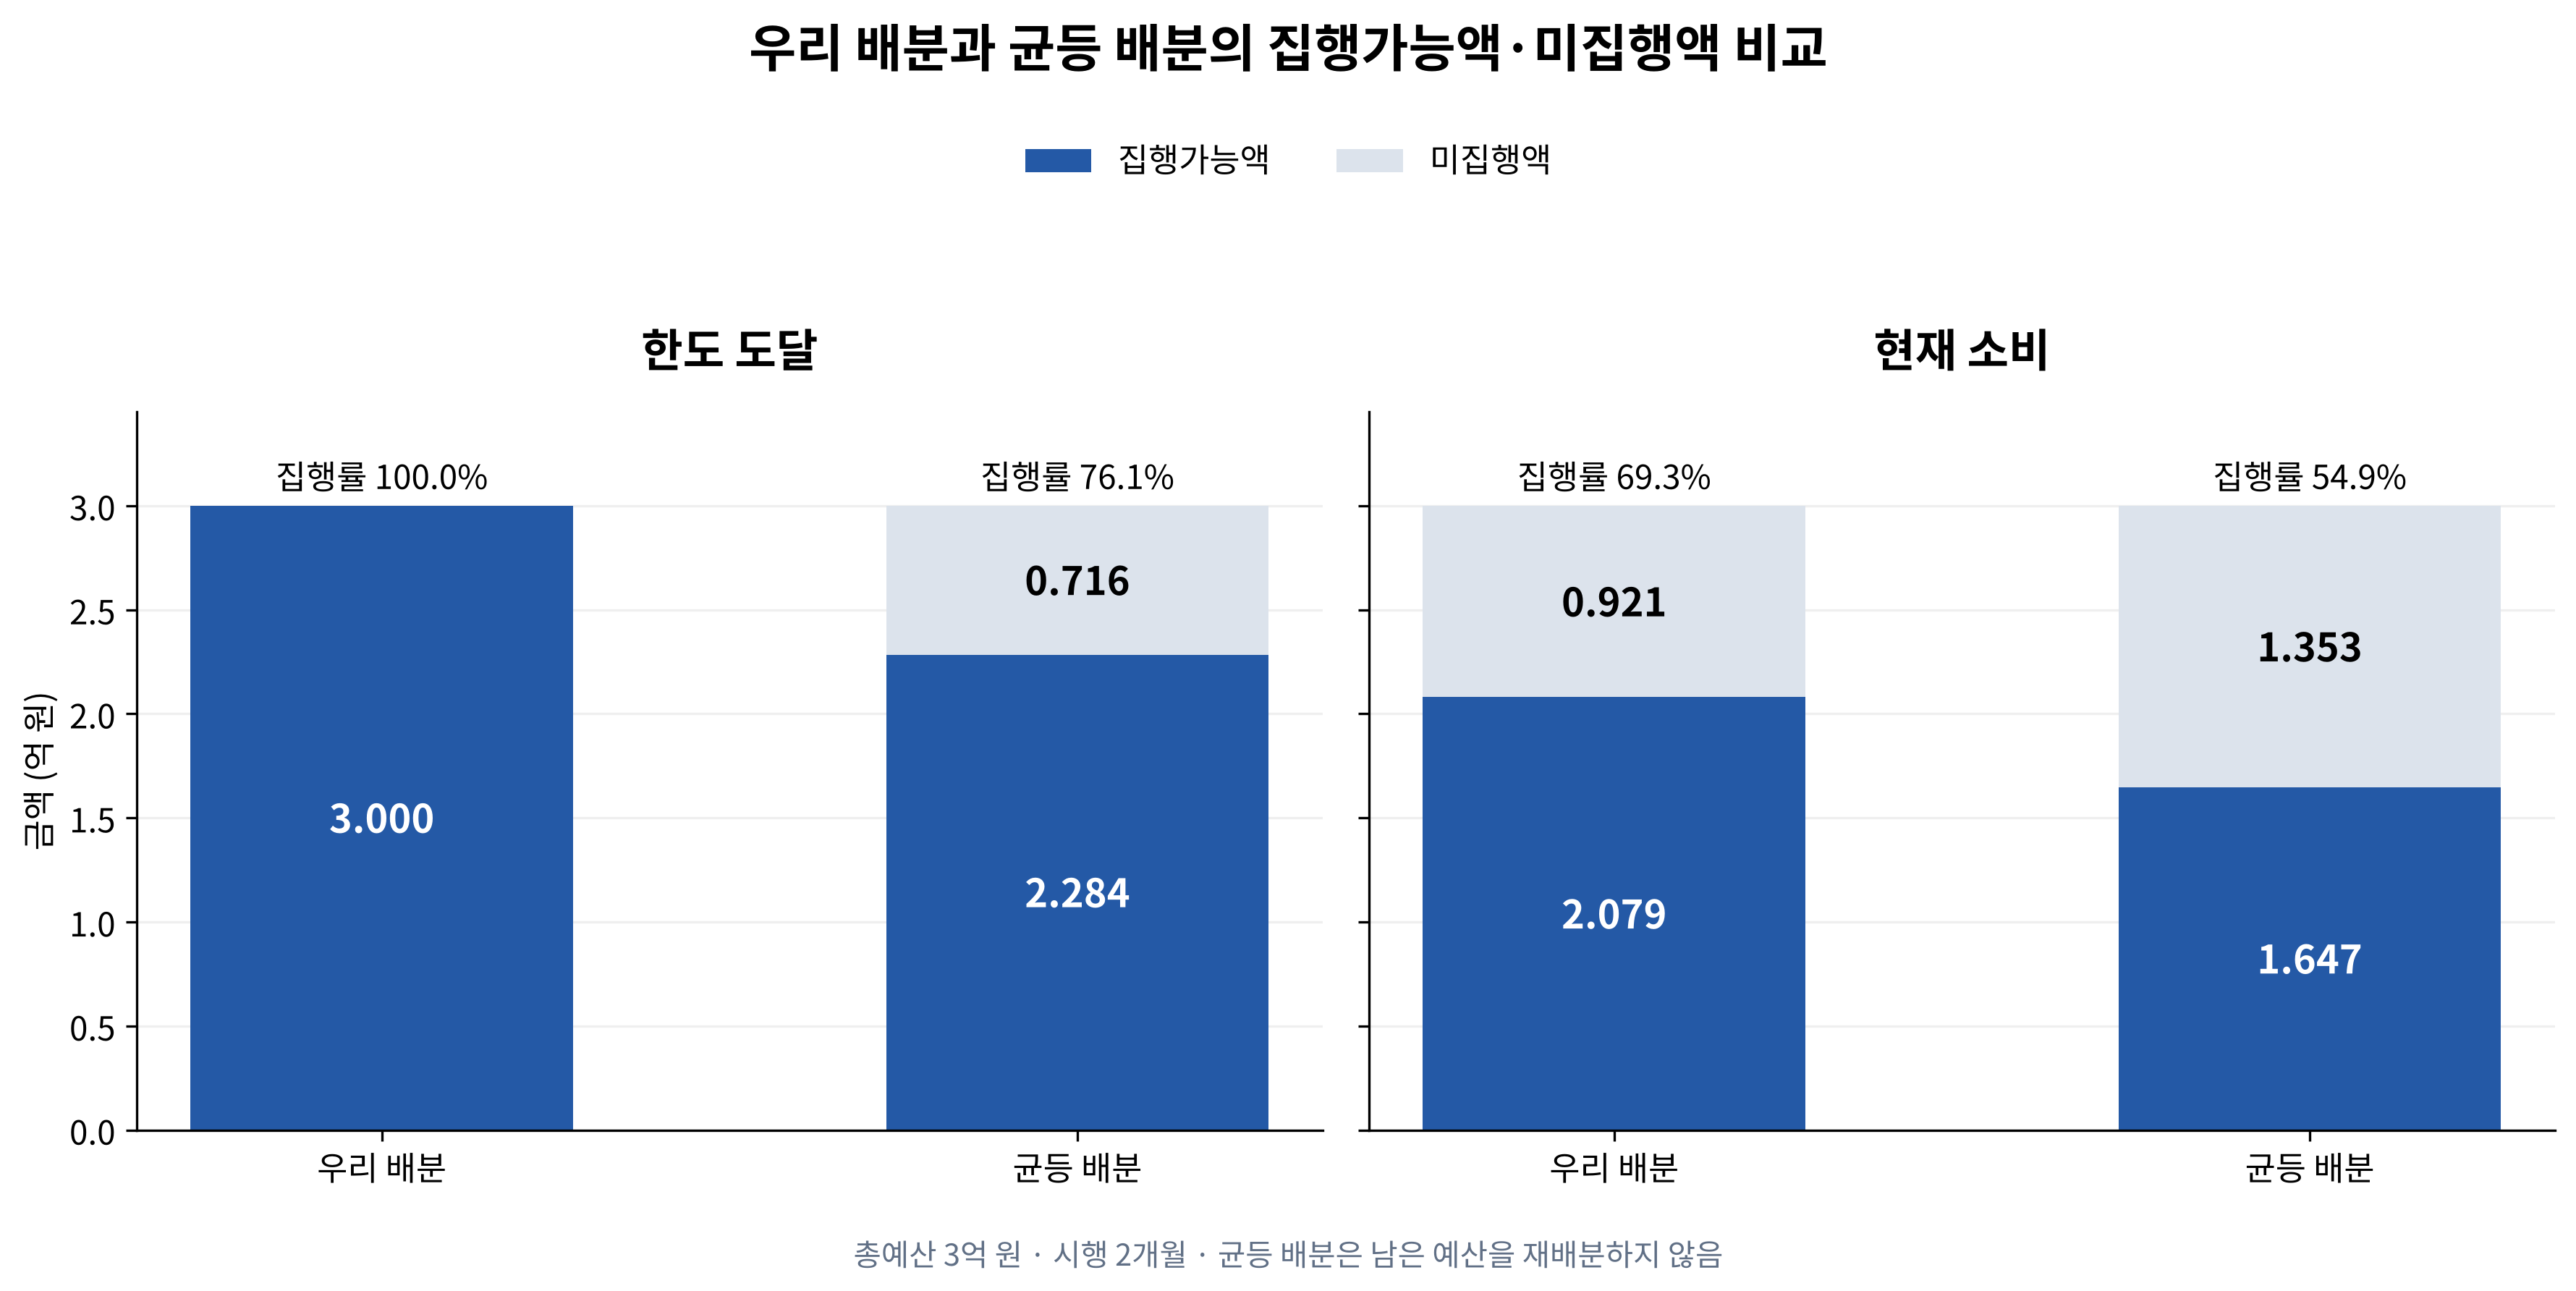 우리 배분과 균등 배분의 집행가능액·미집행액 비교
집행가능액 미집행액
한도 도달
금액 (억 원)
3.0
2.5
2.0
1.5
1.0
0.5
0.0
집행률 100.0%
3.000
우리 배분
집행률 76.1%
0.716
2.284
균등 배분
현재 소비
집행률 69.3%
0.921
2.079
우리 배분
집행률 54.9%
1.353
1.647
균등 배분
총예산 3억 원 · 시행 2개월 · 균등 배분은 남은 예산을 재배분하지 않음